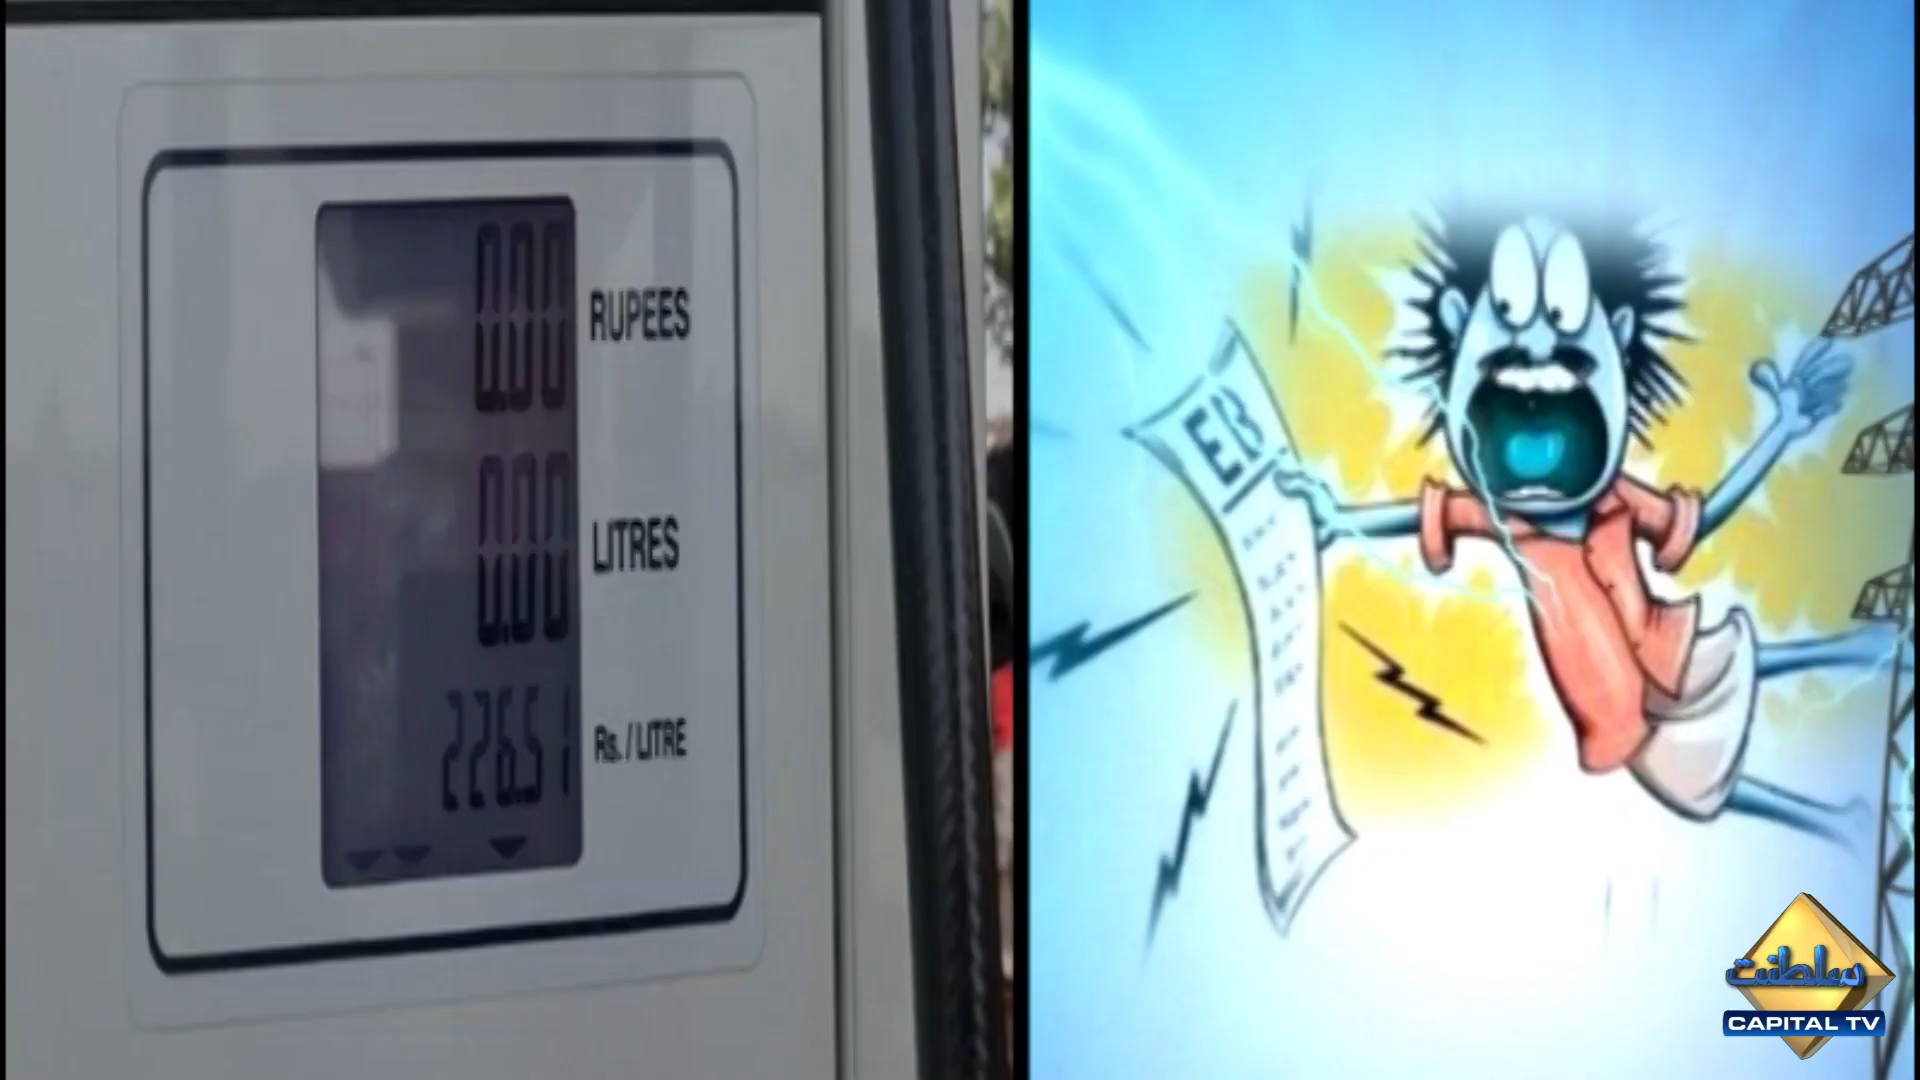 0.00 RUPEES
0.00 LITRES
226.51 Rs. / LITRE
EB
سلطنت
CAPITAL TV